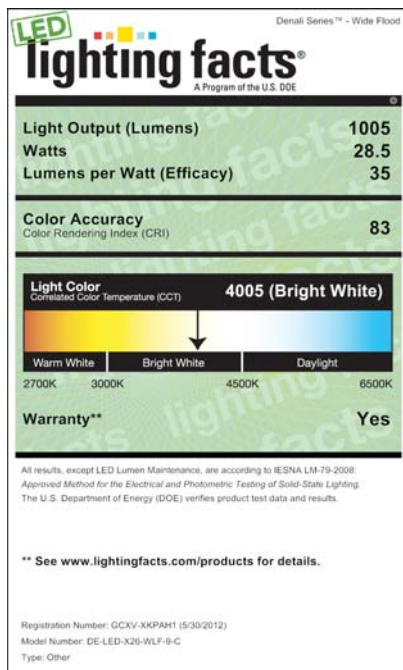 Denali Series™ - Wide Flood
LED
lighting facts®
A Program of the U.S. DOE
Light Output (Lumens) 1005
Watts 28.5
Lumens per Watt (Efficacy) 35
Color Accuracy
Color Rendering Index (CRI) 83
Light Color
Correlated Color Temperature (CCT) 4005 (Bright White)
Warm White Bright White Daylight
2700K 3000K 4500K 6500K
Warranty** Yes
All results, except LED Lumen Maintenance, are according to IESNA LM-79-2008:
Approved Method for the Electrical and Photometric Testing of Solid-State Lighting.
The U.S. Department of Energy (DOE) verifies product test data and results.
** See www.lightingfacts.com/products for details.
Registration Number: GCXV-XKPAH1 (5/30/2012)
Model Number: DE-LED-X26-WLF-9-C
Type: Other